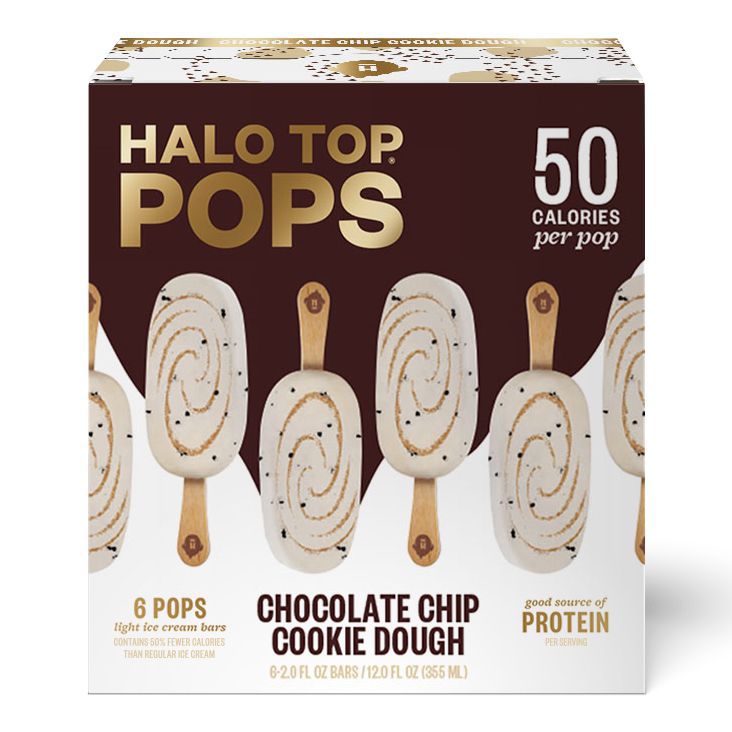 DOUGH CHOCOLATE CHIP COOKIE DOUGH CHOCO
HALO TOP®
POPS
50
CALORIES
per pop
6 POPS
light ice cream bars
CONTAINS 50% FEWER CALORIES
THAN REGULAR ICE CREAM
CHOCOLATE CHIP
COOKIE DOUGH
6-2.0 FL OZ BARS / 12.0 FL OZ (355 ML)
good source of
PROTEIN
PER SERVING